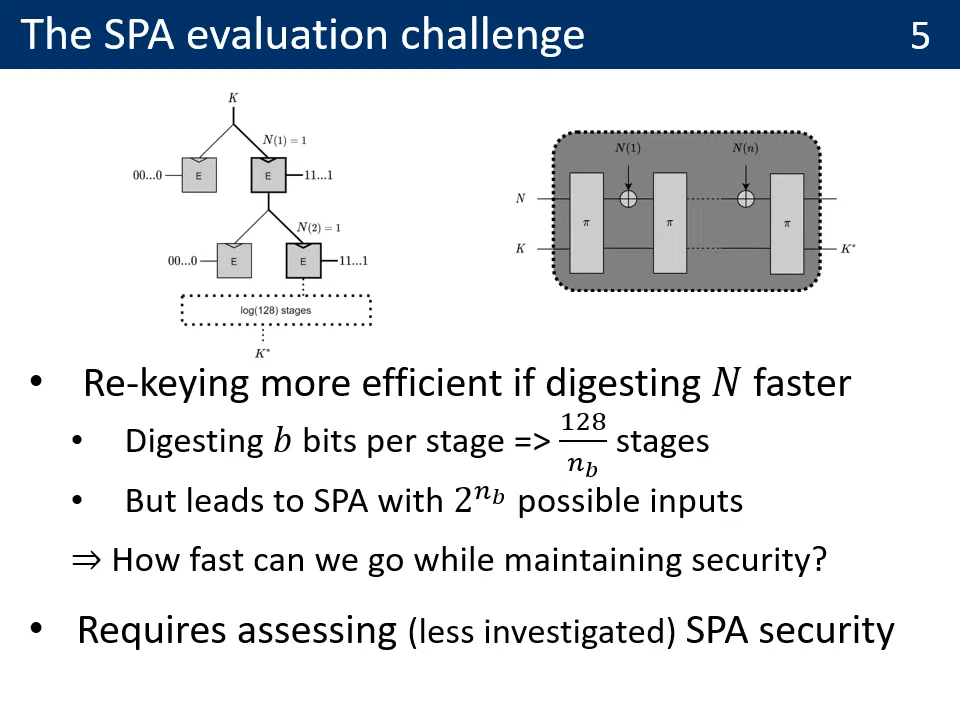 The SPA evaluation challenge 5
K
N(1) = 1
00...0 E E 11...1
N(2) = 1
00...0 E E 11...1
log(128) stages
K*
N(1) N(n)
N
π π π
K K*
• Re-keying more efficient if digesting N faster
• Digesting b bits per stage => 128/n_b stages
• But leads to SPA with 2^{n_b} possible inputs
⇒ How fast can we go while maintaining security?
• Requires assessing (less investigated) SPA security